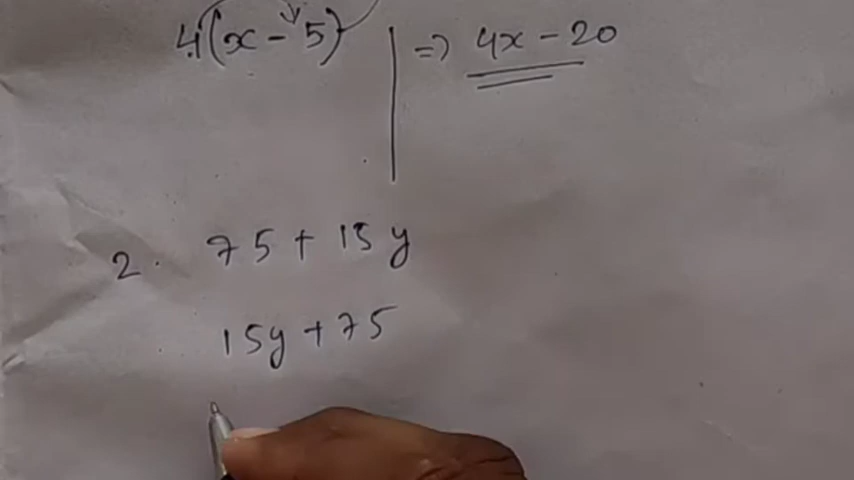 4(x - 5) => 4x - 20
2. 75 + 15y
15y + 75